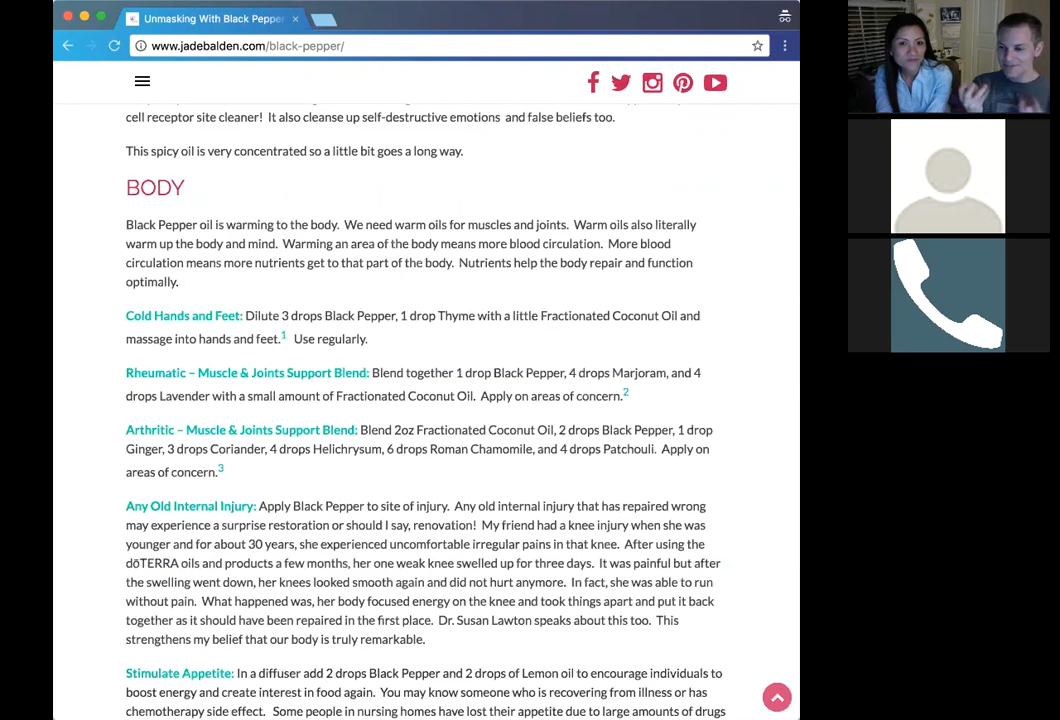 Unmasking With Black Pepper
www.jadebalden.com/black-pepper/
cell receptor site cleaner!  It also cleanse up self-destructive emotions  and false beliefs too.
This spicy oil is very concentrated so a little bit goes a long way.
BODY
Black Pepper oil is warming to the body.  We need warm oils for muscles and joints.  Warm oils also literally
warm up the body and mind.  Warming an area of the body means more blood circulation.  More blood
circulation means more nutrients get to that part of the body.  Nutrients help the body repair and function
optimally.
Cold Hands and Feet: Dilute 3 drops Black Pepper, 1 drop Thyme with a little Fractionated Coconut Oil and
massage into hands and feet.1  Use regularly.
Rheumatic – Muscle & Joints Support Blend: Blend together 1 drop Black Pepper, 4 drops Marjoram, and 4
drops Lavender with a small amount of Fractionated Coconut Oil.  Apply on areas of concern.2
Arthritic – Muscle & Joints Support Blend: Blend 2oz Fractionated Coconut Oil, 2 drops Black Pepper, 1 drop
Ginger, 3 drops Coriander, 4 drops Helichrysum, 6 drops Roman Chamomile, and 4 drops Patchouli.  Apply on
areas of concern.3
Any Old Internal Injury: Apply Black Pepper to site of injury.  Any old internal injury that has repaired wrong
may experience a surprise restoration or should I say, renovation!  My friend had a knee injury when she was
younger and for about 30 years, she experienced uncomfortable irregular pains in that knee.  After using the
dōTERRA oils and products a few months, her one weak knee swelled up for three days.  It was painful but after
the swelling went down, her knees looked smooth again and did not hurt anymore.  In fact, she was able to run
without pain.  What happened was, her body focused energy on the knee and took things apart and put it back
together as it should have been repaired in the first place.  Dr. Susan Lawton speaks about this too.  This
strengthens my belief that our body is truly remarkable.
Stimulate Appetite: In a diffuser add 2 drops Black Pepper and 2 drops of Lemon oil to encourage individuals to
boost energy and create interest in food again.  You may know someone who is recovering from illness or has
chemotherapy side effect.   Some people in nursing homes have lost their appetite due to large amounts of drugs